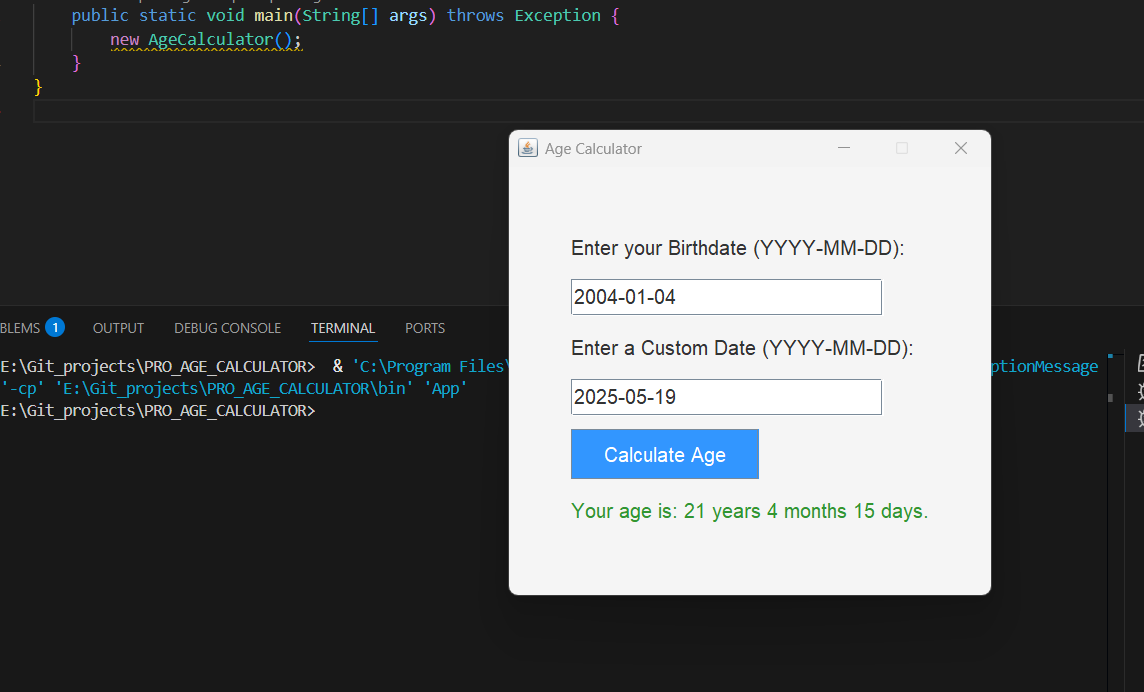 public static void main(String[] args) throws Exception {
new AgeCalculator();
}
}
Age Calculator
Enter your Birthdate (YYYY-MM-DD):
2004-01-04
Enter a Custom Date (YYYY-MM-DD):
2025-05-19
Calculate Age
Your age is: 21 years 4 months 15 days.
BLEMS 1 OUTPUT DEBUG CONSOLE TERMINAL PORTS
E:\Git_projects\PRO_AGE_CALCULATOR> & 'C:\Program Files\ ptionMessage
'-cp' 'E:\Git_projects\PRO_AGE_CALCULATOR\bin' 'App'
E:\Git_projects\PRO_AGE_CALCULATOR>